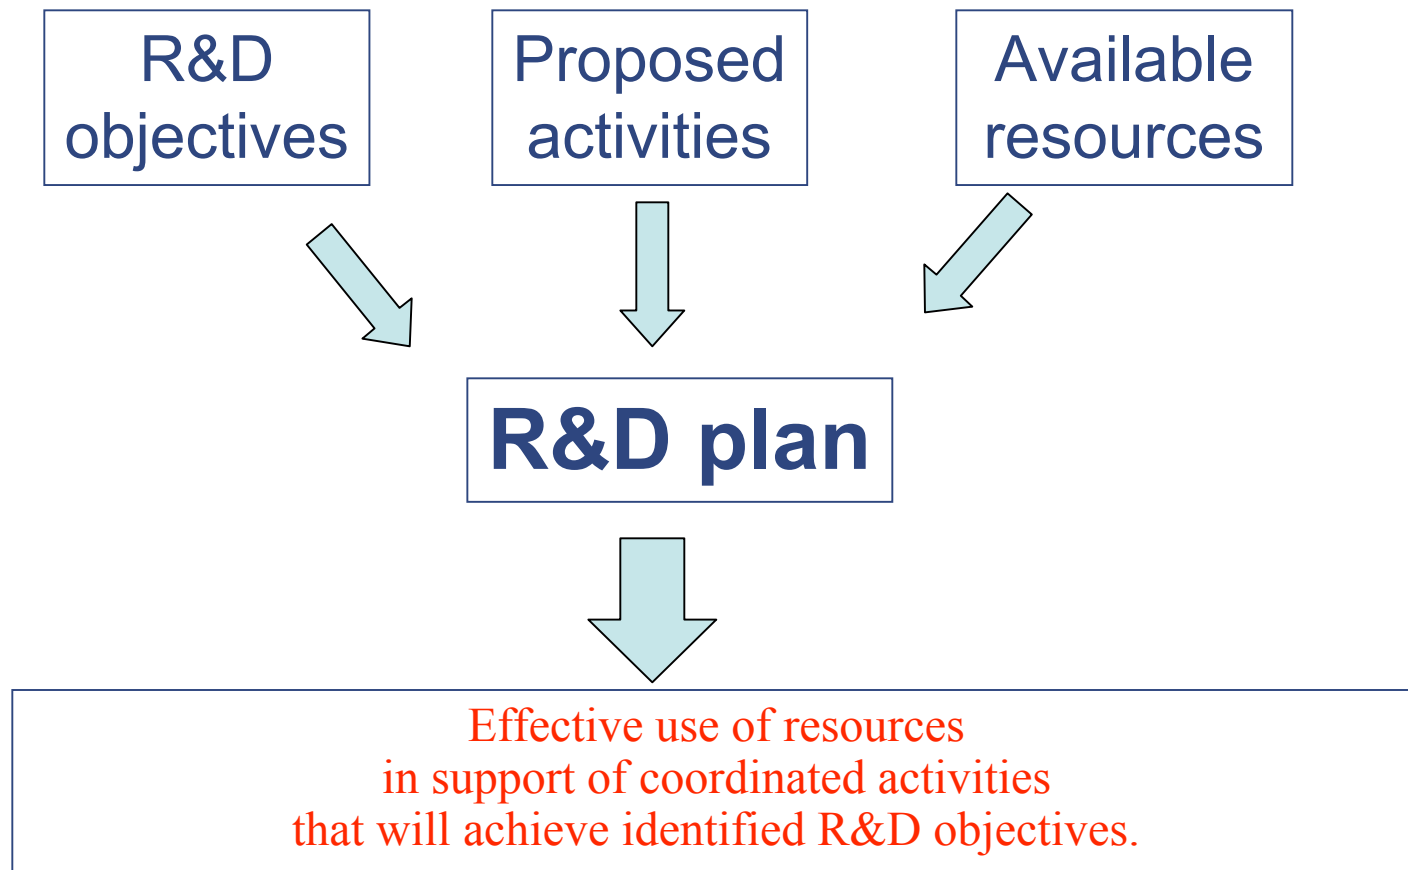 R&D
objectives
Proposed
activities
Available
resources
R&D plan
Effective use of resources
in support of coordinated activities
that will achieve identified R&D objectives.